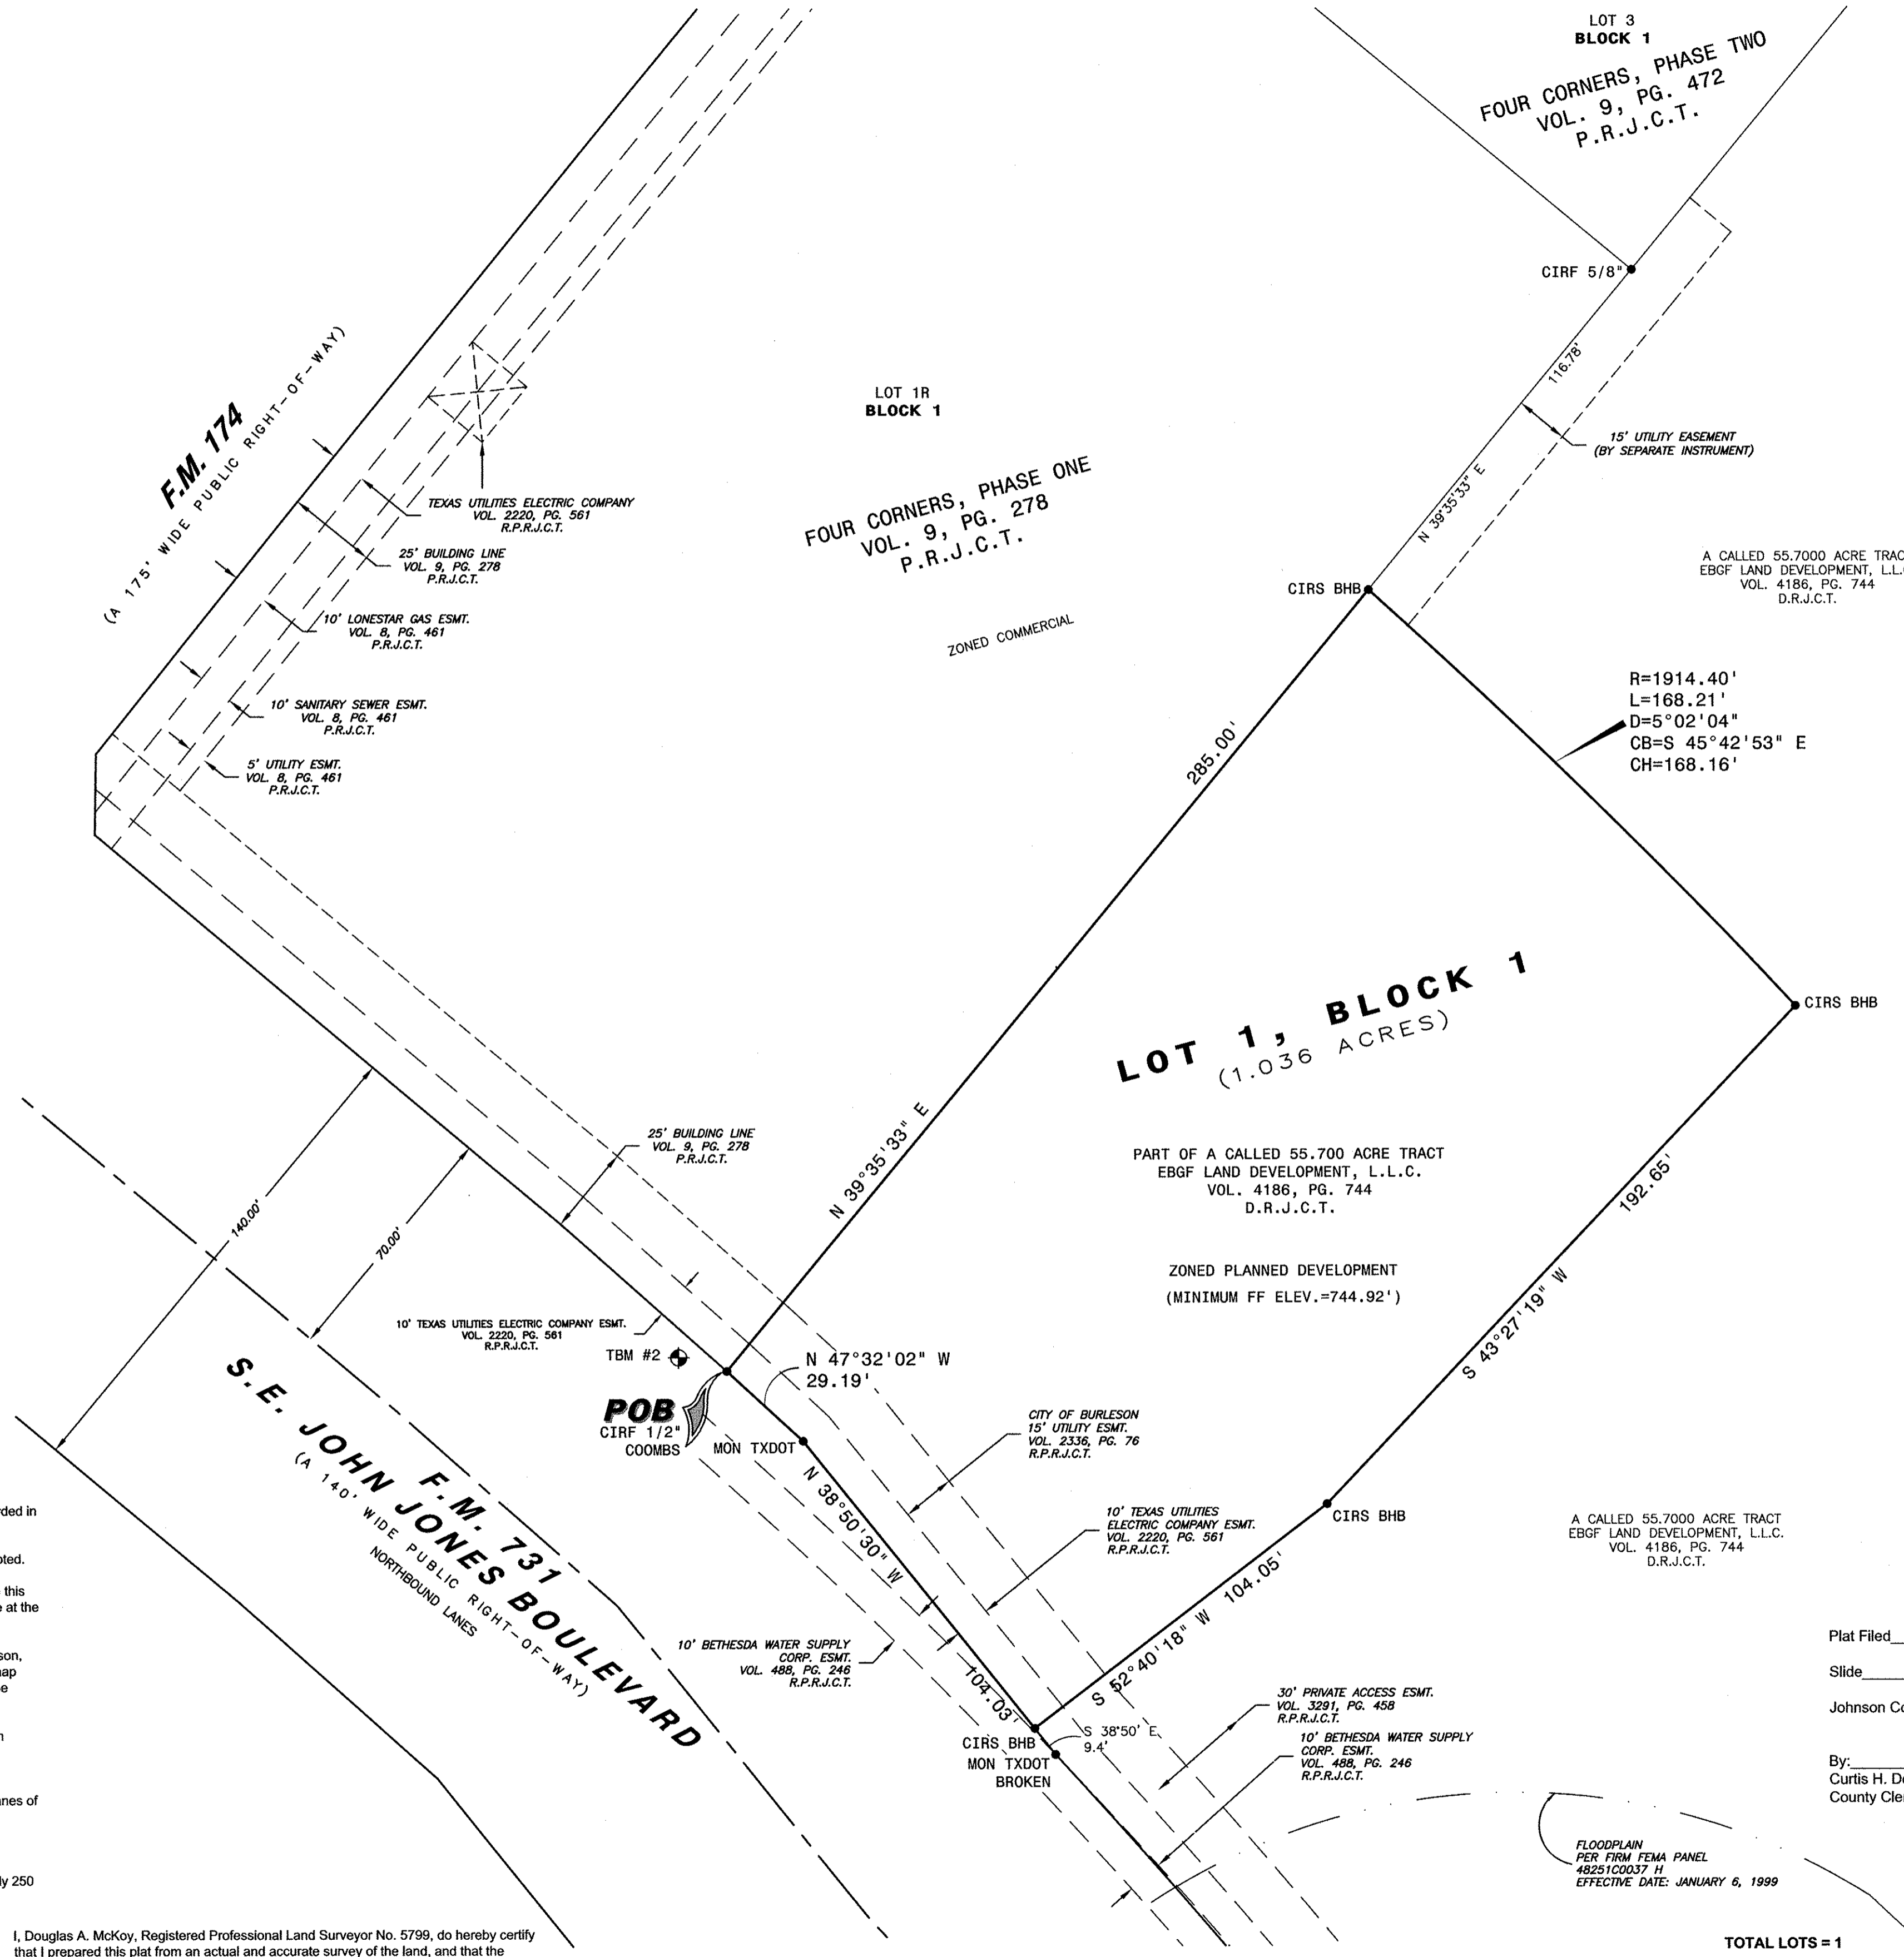 LOT 3
BLOCK 1
FOUR CORNERS, PHASE TWO
VOL. 9, PG. 472
P.R.J.C.T.
CIRF 5/8"
116.78'
N 39°35'33" E
15' UTILITY EASEMENT
(BY SEPARATE INSTRUMENT)
LOT 1R
BLOCK 1
FOUR CORNERS, PHASE ONE
VOL. 9, PG. 278
P.R.J.C.T.
ZONED COMMERCIAL
F.M. 174
(A 175' WIDE PUBLIC RIGHT-OF-WAY)
TEXAS UTILITIES ELECTRIC COMPANY
VOL. 2220, PG. 561
R.P.R.J.C.T.
25' BUILDING LINE
VOL. 9, PG. 278
P.R.J.C.T.
10' LONESTAR GAS ESMT.
VOL. 8, PG. 461
P.R.J.C.T.
10' SANITARY SEWER ESMT.
VOL. 8, PG. 461
P.R.J.C.T.
5' UTILITY ESMT.
VOL. 8, PG. 461
P.R.J.C.T.
CIRS BHB
A CALLED 55.7000 ACRE TRAC
EBGF LAND DEVELOPMENT, L.L.
VOL. 4186, PG. 744
D.R.J.C.T.
R=1914.40'
L=168.21'
D=5°02'04"
CB=S 45°42'53" E
CH=168.16'
285.00'
N 39°35'33" E
CIRS BHB
LOT 1, BLOCK 1
(1.036 ACRES)
PART OF A CALLED 55.700 ACRE TRACT
EBGF LAND DEVELOPMENT, L.L.C.
VOL. 4186, PG. 744
D.R.J.C.T.
ZONED PLANNED DEVELOPMENT
(MINIMUM FF ELEV.=744.92')
192.65'
S 43°27'19" W
25' BUILDING LINE
VOL. 9, PG. 278
P.R.J.C.T.
140.00'
70.00'
10' TEXAS UTILITIES ELECTRIC COMPANY ESMT.
VOL. 2220, PG. 561
R.P.R.J.C.T.
TBM #2
POB
CIRF 1/2"
COOMBS
N 47°32'02" W
29.19'
MON TXDOT
N 38°50'30" W
104.03'
CITY OF BURLESON
15' UTILITY ESMT.
VOL. 2336, PG. 76
R.P.R.J.C.T.
10' TEXAS UTILITIES
ELECTRIC COMPANY ESMT.
VOL. 2220, PG. 561
R.P.R.J.C.T.
CIRS BHB
S 52°40'18" W 104.05'
A CALLED 55.7000 ACRE TRACT
EBGF LAND DEVELOPMENT, L.L.C.
VOL. 4186, PG. 744
D.R.J.C.T.
F.M. 731
S.E. JOHN JONES BOULEVARD
(A 140' WIDE PUBLIC RIGHT-OF-WAY)
NORTHBOUND LANES
10' BETHESDA WATER SUPPLY
CORP. ESMT.
VOL. 488, PG. 246
R.P.R.J.C.T.
CIRS BHB
MON TXDOT
BROKEN
S 38°50' E
9.4'
30' PRIVATE ACCESS ESMT.
VOL. 3291, PG. 458
R.P.R.J.C.T.
10' BETHESDA WATER SUPPLY
CORP. ESMT.
VOL. 488, PG. 246
R.P.R.J.C.T.
FLOODPLAIN
PER FIRM FEMA PANEL
48251C0037 H
EFFECTIVE DATE: JANUARY 6, 1999
Plat Filed
Slide
Johnson Co
By:
Curtis H. D
County Cle
TOTAL LOTS = 1
rded in
oted.
this
e at the
son,
nap
e
n
anes of
ly 250
I, Douglas A. McKoy, Registered Professional Land Surveyor No. 5799, do hereby certify
that I prepared this plat from an actual and accurate survey of the land, and that the